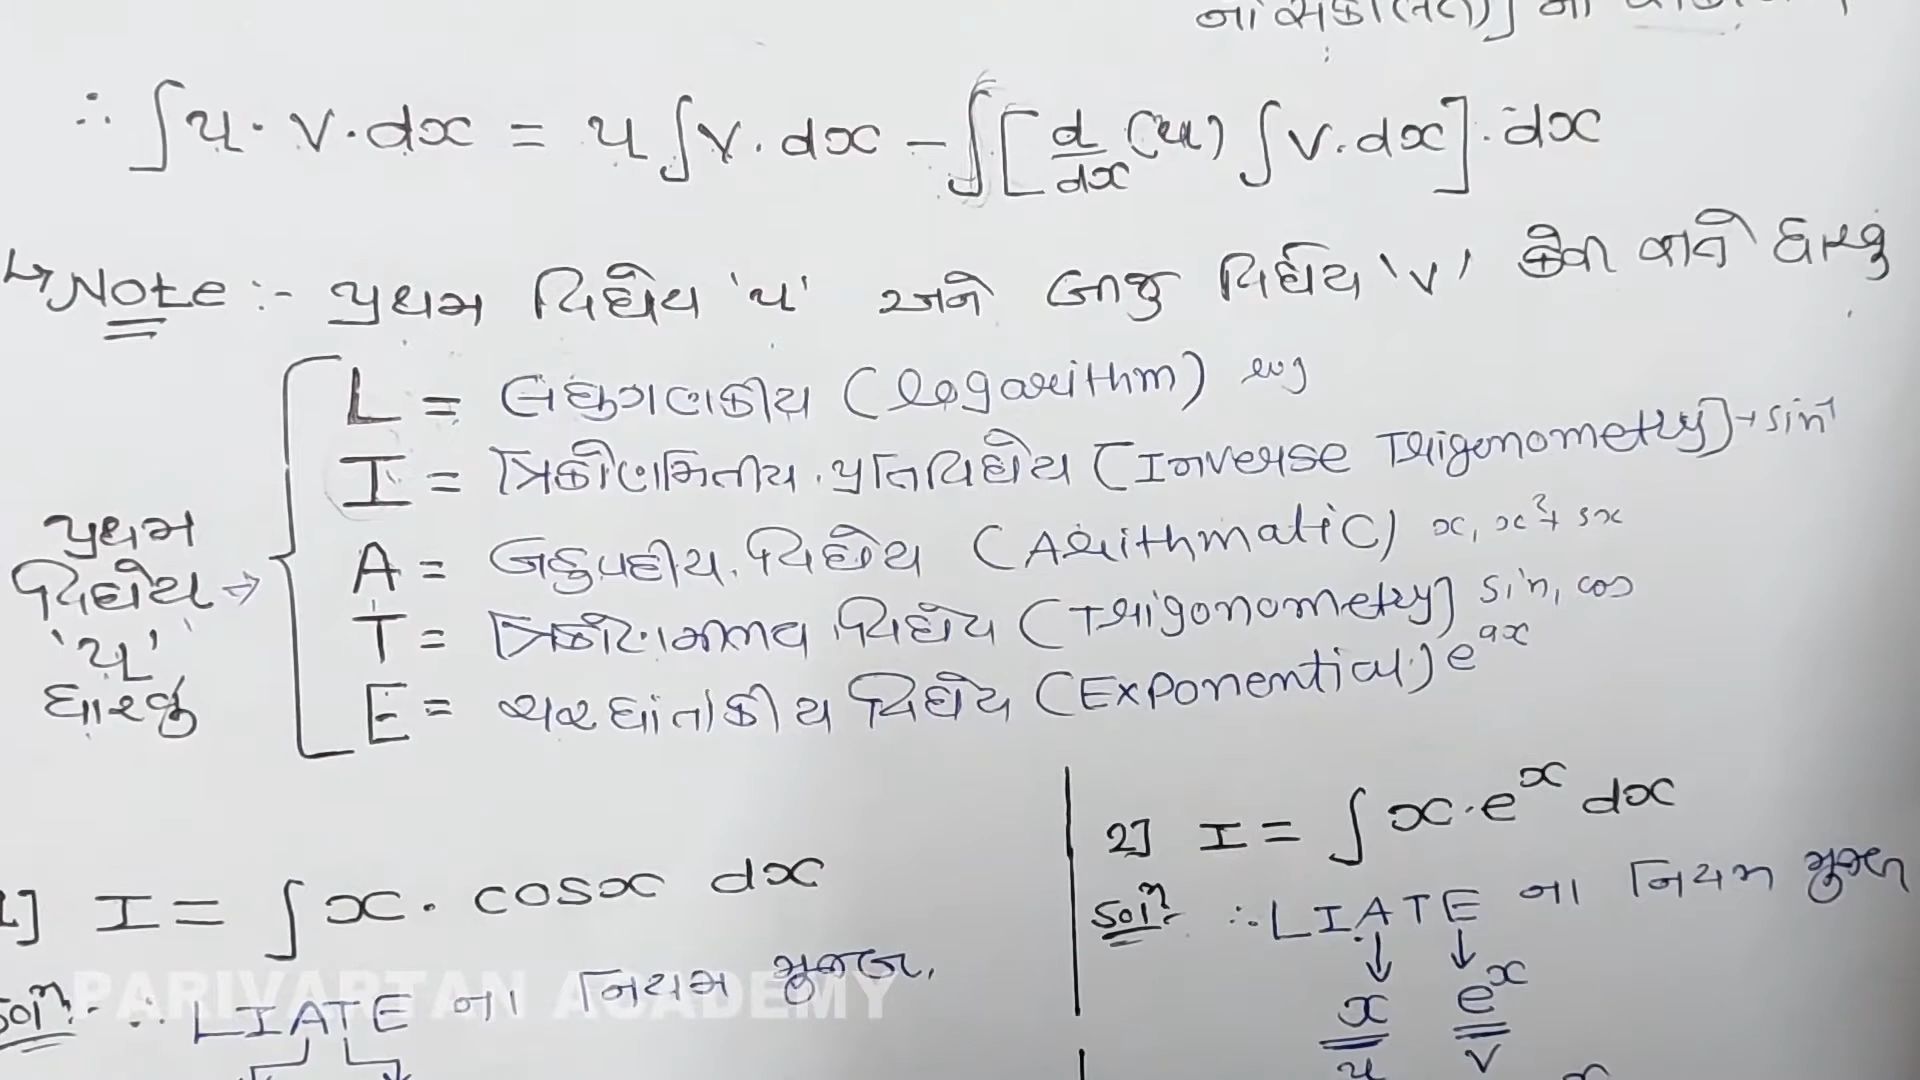 ∴ ∫u·v·dx = u∫v·dx - ∫[d/dx (u) ∫v·dx]·dx
↳ Note :- પ્રથમ વિધેય 'u' અને બીજુ વિધેય 'v' કોને ધારવુ
પ્રથમ વિધેય → 'u' ધારવું
L = લઘુગણકીય (Logarithm) log
I = ત્રિકોણમિતીય પ્રતિવિધેય (Inverse Trigonometry) → sin⁻¹
A = બહુપદીય વિધેય (Arithmatic) x, x² + 5x
T = ત્રિકોણમિતીય વિધેય (Trigonometry) sin, cos
E = ઘાતાંકીય વિધેય (Exponential) e^ax
1] I = ∫x·cosx dx
Solⁿ:- ∴ LIATE ના નિયમ મુજબ,
2] I = ∫x·e^x dx
Solⁿ:- ∴ LIATE ના નિયમ મુજબ
x e^x
u v
PARIVARTAN ACADEMY